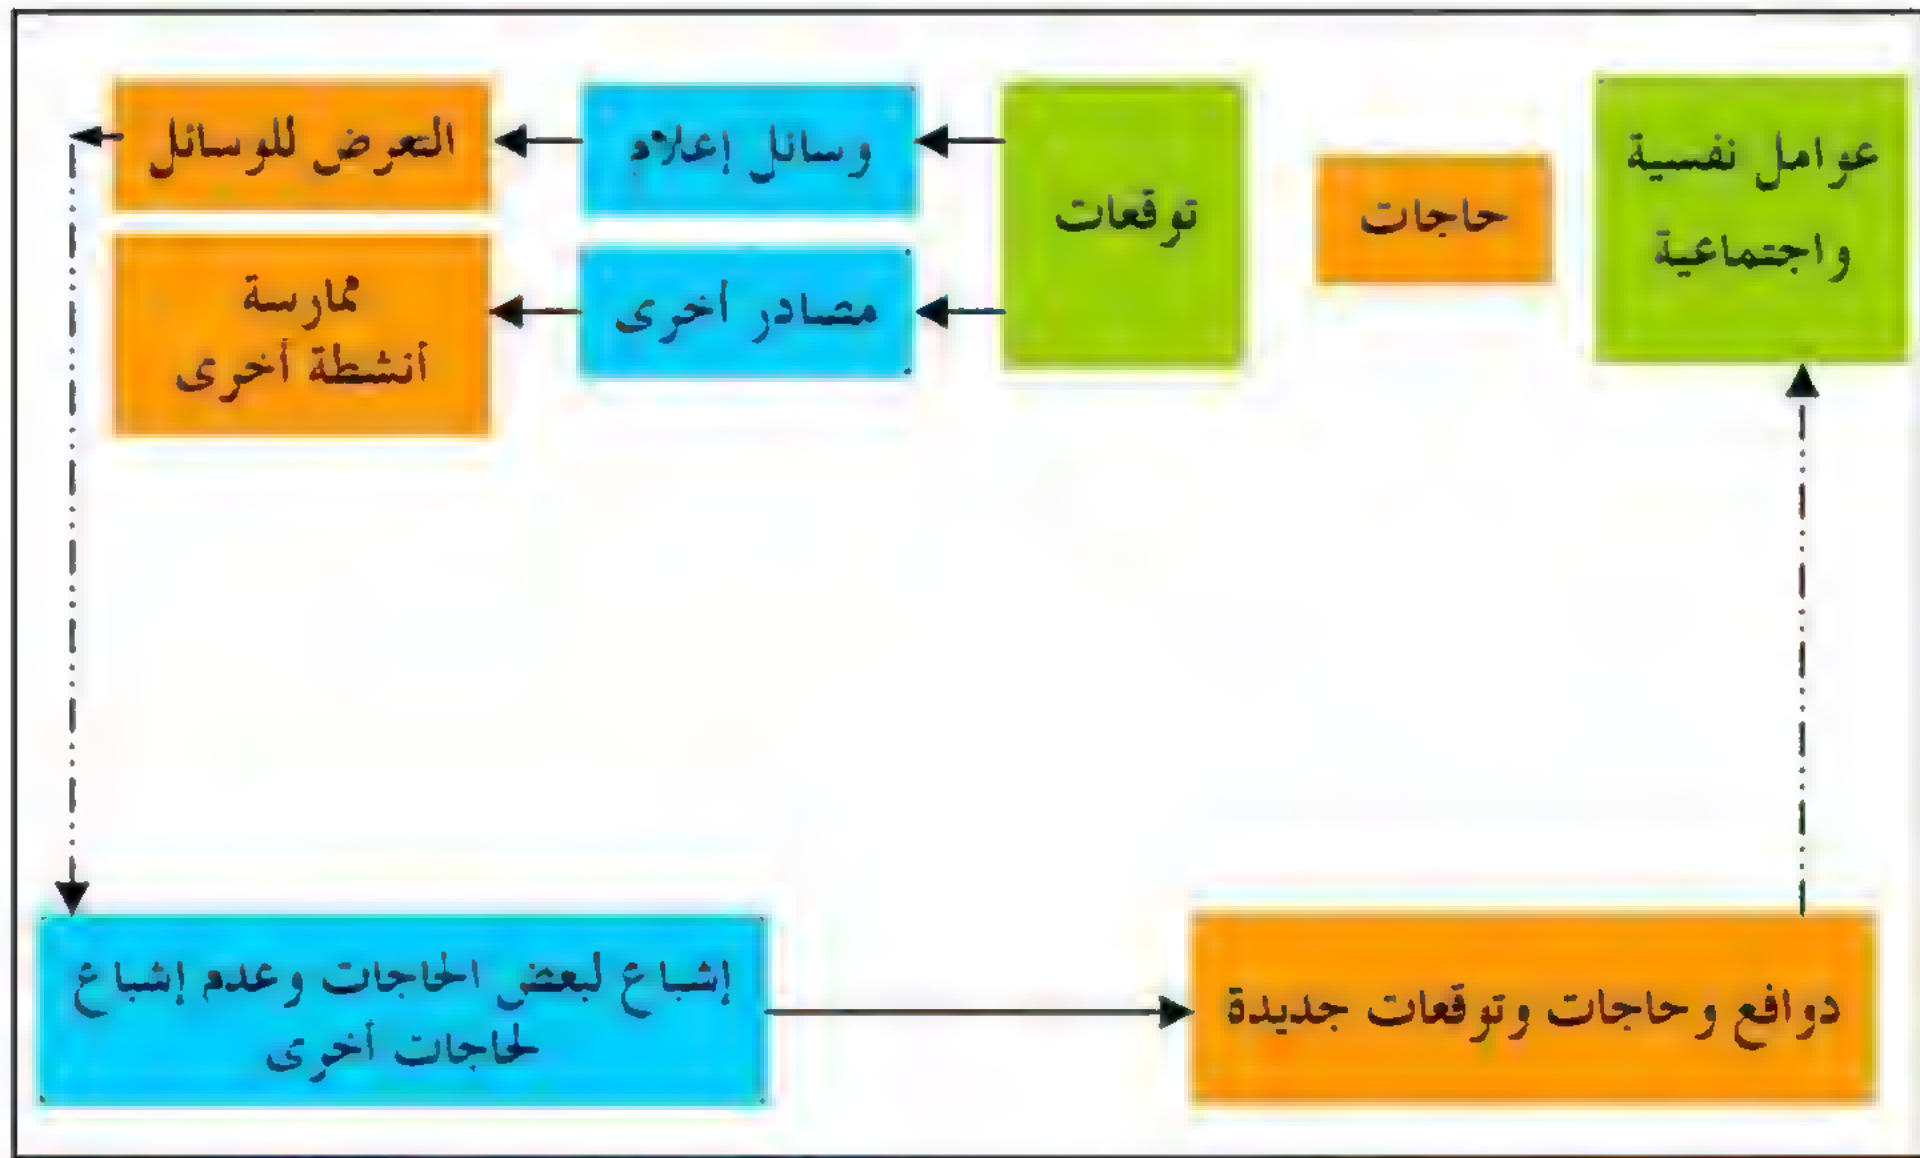 عوامل نفسية
واجتماعية
حاجات
توقعات
وسائل إعلام
مصادر أخرى
التعرض للوسائل
ممارسة
أنشطة أخرى
إشباع لبعض الحاجات وعدم إشباع
لحاجات أخرى
دوافع وحاجات وتوقعات جديدة